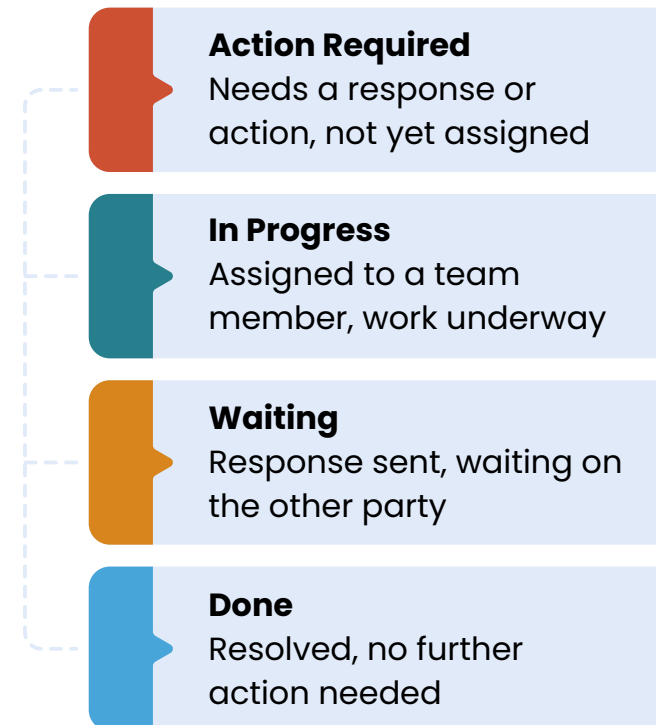 Action Required
Needs a response or
action, not yet assigned
In Progress
Assigned to a team
member, work underway
Waiting
Response sent, waiting on
the other party
Done
Resolved, no further
action needed